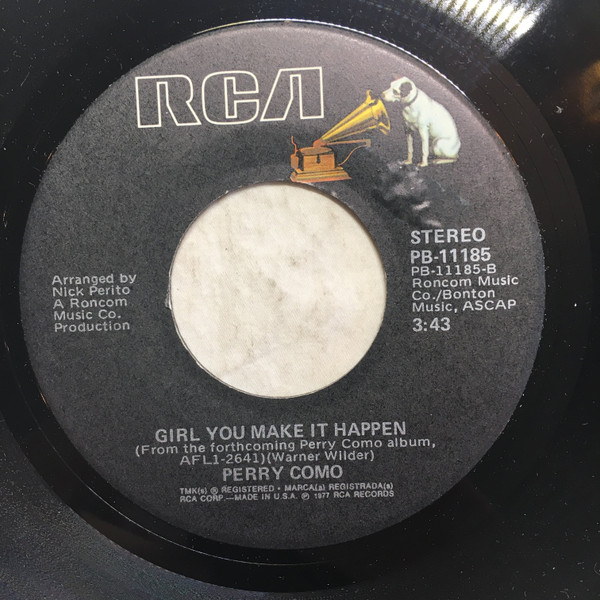 RCA
STEREO
PB-11185
PB-11185-B
Roncom Music
Co./Bonton
Music, ASCAP
3:43
Arranged by
Nick Perito
A Roncom
Music Co.
Production
GIRL YOU MAKE IT HAPPEN
(From the forthcoming Perry Como album,
AFL1-2641)(Warner Wilder)
PERRY COMO
TMK(s) ® REGISTERED • MARCA(s) REGISTRADA(s)
RCA CORP.—MADE IN U.S.A. ℗ 1977 RCA RECORDS